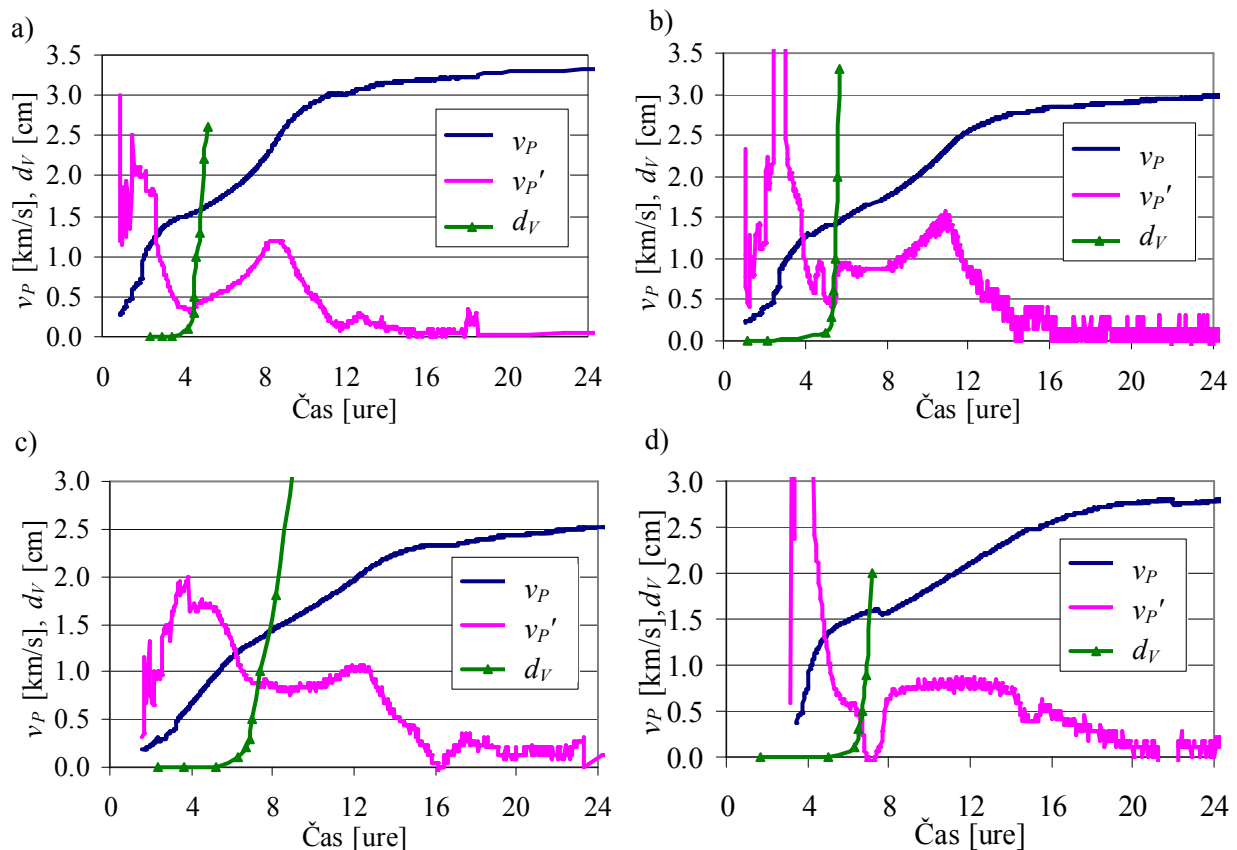 a)
v_P [km/s], d_V [cm]
3.5
3.0
2.5
2.0
1.5
1.0
0.5
0.0
v_P
v_P'
d_V
0 4 8 12 16 20 24
Čas [ure]
b)
v_P [km/s], d_V [cm]
3.5
3.0
2.5
2.0
1.5
1.0
0.5
0.0
v_P
v_P'
d_V
0 4 8 12 16 20 24
Čas [ure]
c)
v_P [km/s], d_V [cm]
3.0
2.5
2.0
1.5
1.0
0.5
0.0
v_P
v_P'
d_V
0 4 8 12 16 20 24
Čas [ure]
d)
v_P [km/s], d_V [cm]
3.0
2.5
2.0
1.5
1.0
0.5
0.0
v_P
v_P'
d_V
0 4 8 12 16 20 24
Čas [ure]